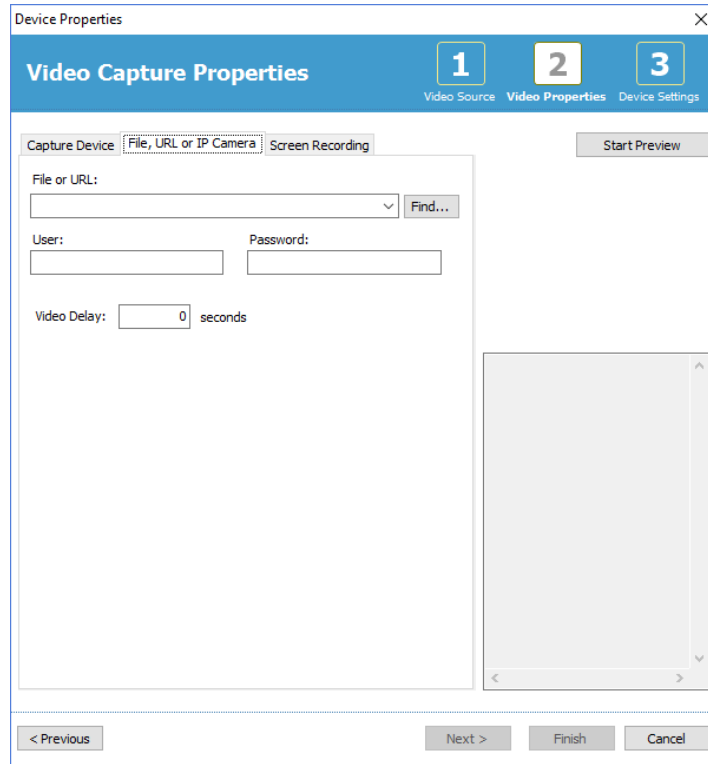 Device Properties
Video Capture Properties
1
Video Source
2
Video Properties
3
Device Settings
Capture Device
File, URL or IP Camera
Screen Recording
Start Preview
File or URL:
Find...
User:
Password:
Video Delay: 0 seconds
< Previous
Next >
Finish
Cancel